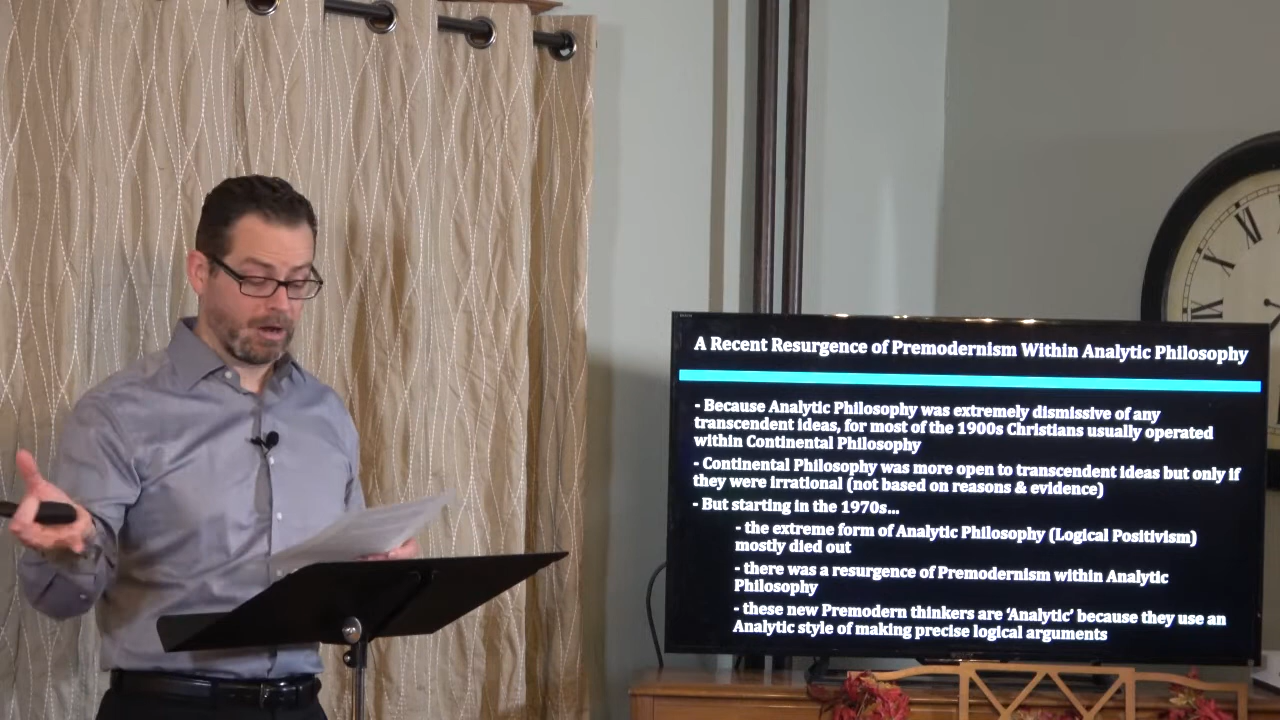 A Recent Resurgence of Premodernism Within Analytic Philosophy
- Because Analytic Philosophy was extremely dismissive of any
transcendent ideas, for most of the 1900s Christians usually operated
within Continental Philosophy
- Continental Philosophy was more open to transcendent ideas but only if
they were irrational (not based on reasons & evidence)
- But starting in the 1970s...
- the extreme form of Analytic Philosophy (Logical Positivism)
mostly died out
- there was a resurgence of Premodernism within Analytic
Philosophy
- these new Premodern thinkers are ‘Analytic’ because they use an
Analytic style of making precise logical arguments
XI
X
IX